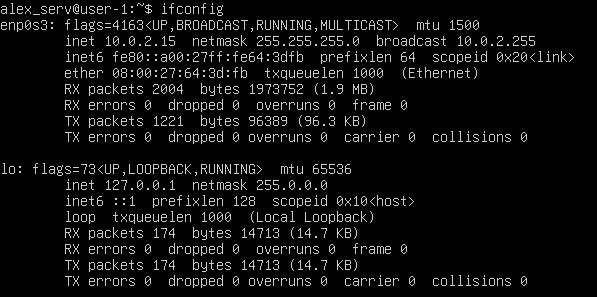 alex_serv@user-1:~$ ifconfig
enp0s3: flags=4163<UP,BROADCAST,RUNNING,MULTICAST>  mtu 1500
        inet 10.0.2.15  netmask 255.255.255.0  broadcast 10.0.2.255
        inet6 fe80::a00:27ff:fe64:3dfb  prefixlen 64  scopeid 0x20<link>
        ether 08:00:27:64:3d:fb  txqueuelen 1000  (Ethernet)
        RX packets 2004  bytes 1973752 (1.9 MB)
        RX errors 0  dropped 0  overruns 0  frame 0
        TX packets 1221  bytes 96389 (96.3 KB)
        TX errors 0  dropped 0 overruns 0  carrier 0  collisions 0

lo: flags=73<UP,LOOPBACK,RUNNING>  mtu 65536
        inet 127.0.0.1  netmask 255.0.0.0
        inet6 ::1  prefixlen 128  scopeid 0x10<host>
        loop  txqueuelen 1000  (Local Loopback)
        RX packets 174  bytes 14713 (14.7 KB)
        RX errors 0  dropped 0  overruns 0  frame 0
        TX packets 174  bytes 14713 (14.7 KB)
        TX errors 0  dropped 0 overruns 0  carrier 0  collisions 0